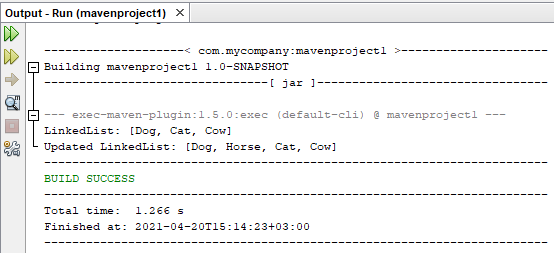 Output - Run (mavenproject1) ×
-----------------------< com.mycompany:mavenproject1 >-----------------------
Building mavenproject1 1.0-SNAPSHOT
--------------------------------[ jar ]---------------------------------
--- exec-maven-plugin:1.5.0:exec (default-cli) @ mavenproject1 ---
LinkedList: [Dog, Cat, Cow]
Updated LinkedList: [Dog, Horse, Cat, Cow]
------------------------------------------------------------------------
BUILD SUCCESS
------------------------------------------------------------------------
Total time:  1.266 s
Finished at: 2021-04-20T15:14:23+03:00
------------------------------------------------------------------------